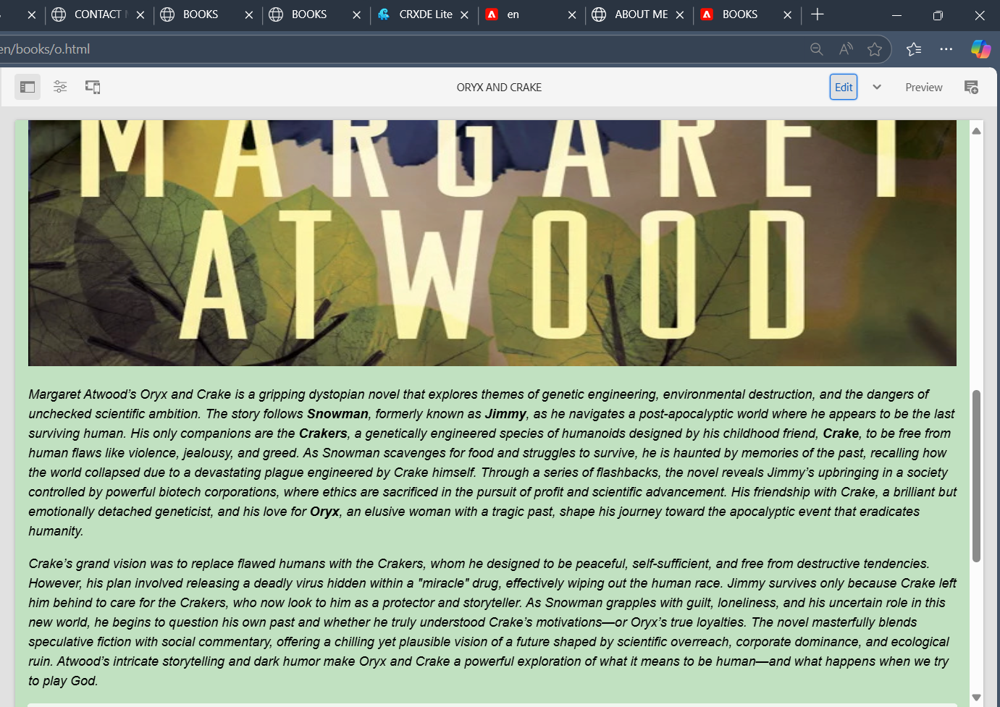 CONTACT
BOOKS
BOOKS
CRXDE Lite
en
ABOUT ME
BOOKS
en/books/o.html
ORYX AND CRAKE
Edit
Preview
MARGARET
ATWOOD
Margaret Atwood’s Oryx and Crake is a gripping dystopian novel that explores themes of genetic engineering, environmental destruction, and the dangers of
unchecked scientific ambition. The story follows Snowman, formerly known as Jimmy, as he navigates a post-apocalyptic world where he appears to be the last
surviving human. His only companions are the Crakers, a genetically engineered species of humanoids designed by his childhood friend, Crake, to be free from
human flaws like violence, jealousy, and greed. As Snowman scavenges for food and struggles to survive, he is haunted by memories of the past, recalling how
the world collapsed due to a devastating plague engineered by Crake himself. Through a series of flashbacks, the novel reveals Jimmy’s upbringing in a society
controlled by powerful biotech corporations, where ethics are sacrificed in the pursuit of profit and scientific advancement. His friendship with Crake, a brilliant but
emotionally detached geneticist, and his love for Oryx, an elusive woman with a tragic past, shape his journey toward the apocalyptic event that eradicates
humanity.
Crake’s grand vision was to replace flawed humans with the Crakers, whom he designed to be peaceful, self-sufficient, and free from destructive tendencies.
However, his plan involved releasing a deadly virus hidden within a "miracle" drug, effectively wiping out the human race. Jimmy survives only because Crake left
him behind to care for the Crakers, who now look to him as a protector and storyteller. As Snowman grapples with guilt, loneliness, and his uncertain role in this
new world, he begins to question his own past and whether he truly understood Crake’s motivations—or Oryx’s true loyalties. The novel masterfully blends
speculative fiction with social commentary, offering a chilling yet plausible vision of a future shaped by scientific overreach, corporate dominance, and ecological
ruin. Atwood’s intricate storytelling and dark humor make Oryx and Crake a powerful exploration of what it means to be human—and what happens when we try
to play God.